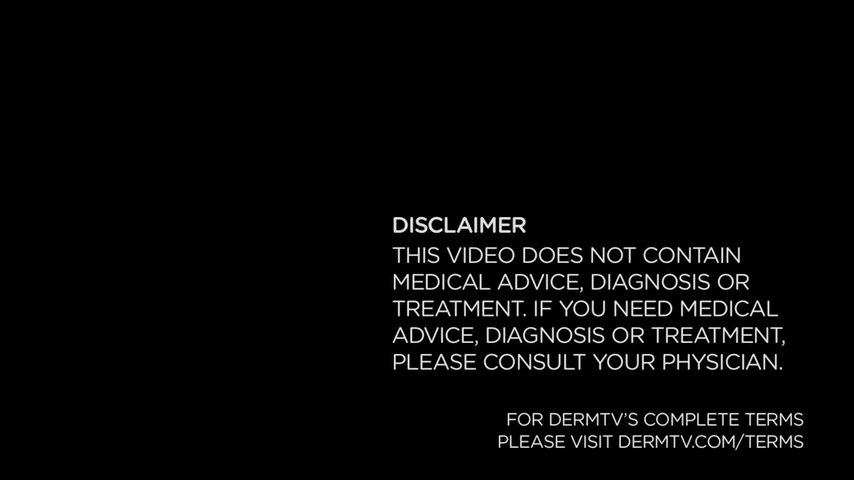 DISCLAIMER
THIS VIDEO DOES NOT CONTAIN
MEDICAL ADVICE, DIAGNOSIS OR
TREATMENT. IF YOU NEED MEDICAL
ADVICE, DIAGNOSIS OR TREATMENT,
PLEASE CONSULT YOUR PHYSICIAN.
FOR DERMTV'S COMPLETE TERMS
PLEASE VISIT DERMTV.COM/TERMS